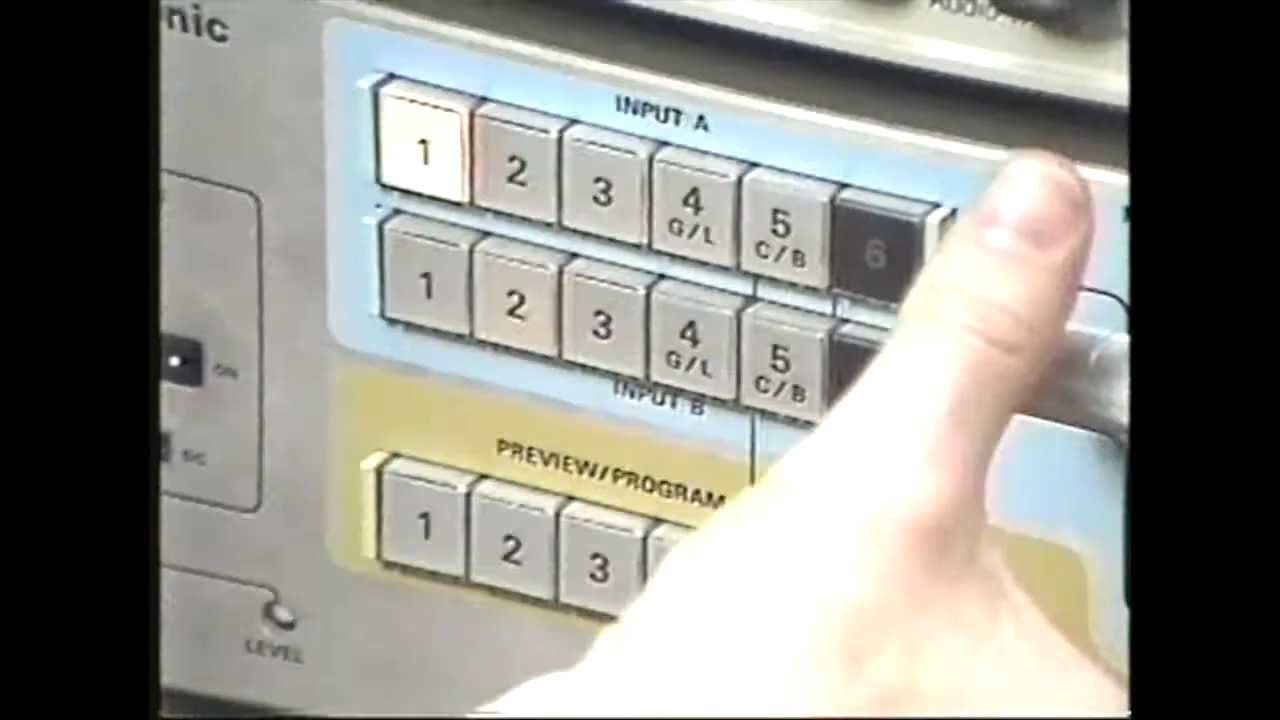 nic
Audio
INPUT A
1 2 3 4 G/L 5 C/B 6
1 2 3 4 G/L 5 C/B
INPUT B
ON
PREVIEW/PROGRAM
1 2 3
LEVEL